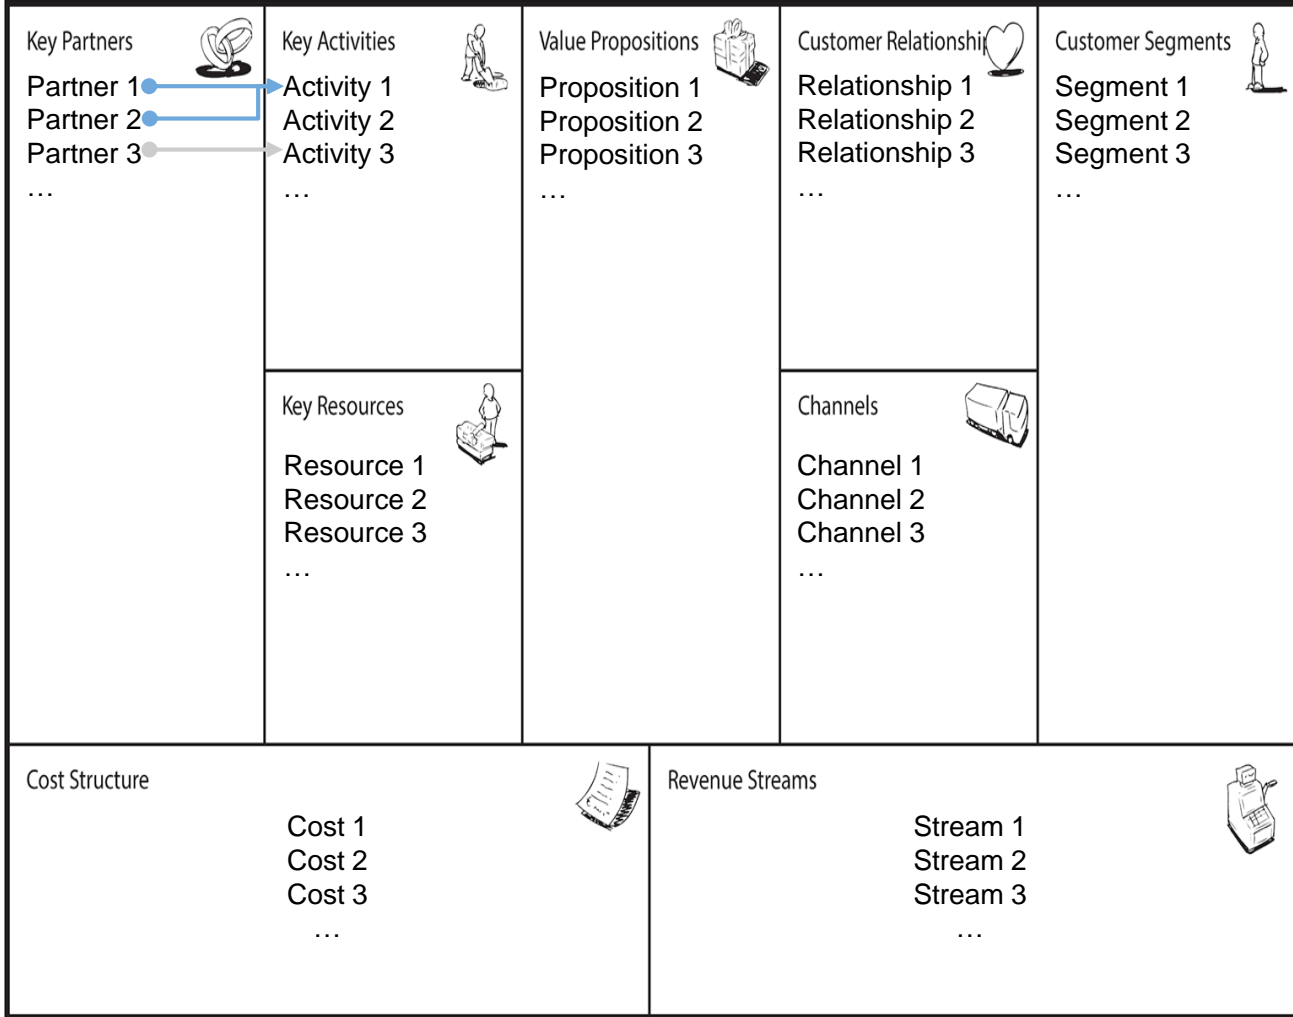 Key Partners
Partner 1
Partner 2
Partner 3
…
Key Activities
Activity 1
Activity 2
Activity 3
…
Key Resources
Resource 1
Resource 2
Resource 3
…
Value Propositions
Proposition 1
Proposition 2
Proposition 3
…
Customer Relationship
Relationship 1
Relationship 2
Relationship 3
…
Channels
Channel 1
Channel 2
Channel 3
…
Customer Segments
Segment 1
Segment 2
Segment 3
…
Cost Structure
Cost 1
Cost 2
Cost 3
…
Revenue Streams
Stream 1
Stream 2
Stream 3
…